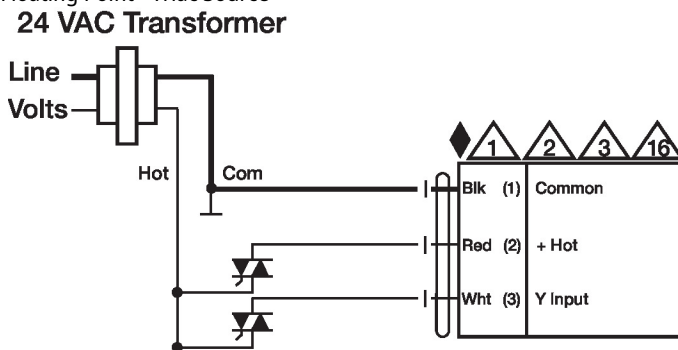 24 VAC Transformer
Line
Volts
Hot
Com
1 2 3 16
Blk (1) Common
Red (2) + Hot
Wht (3) Y Input